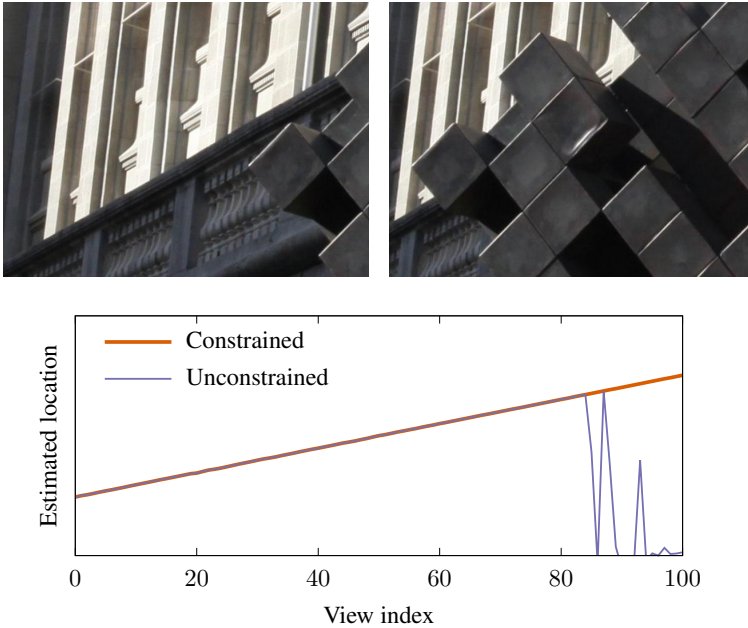 Constrained
Unconstrained
Estimated location
0 20 40 60 80 100
View index